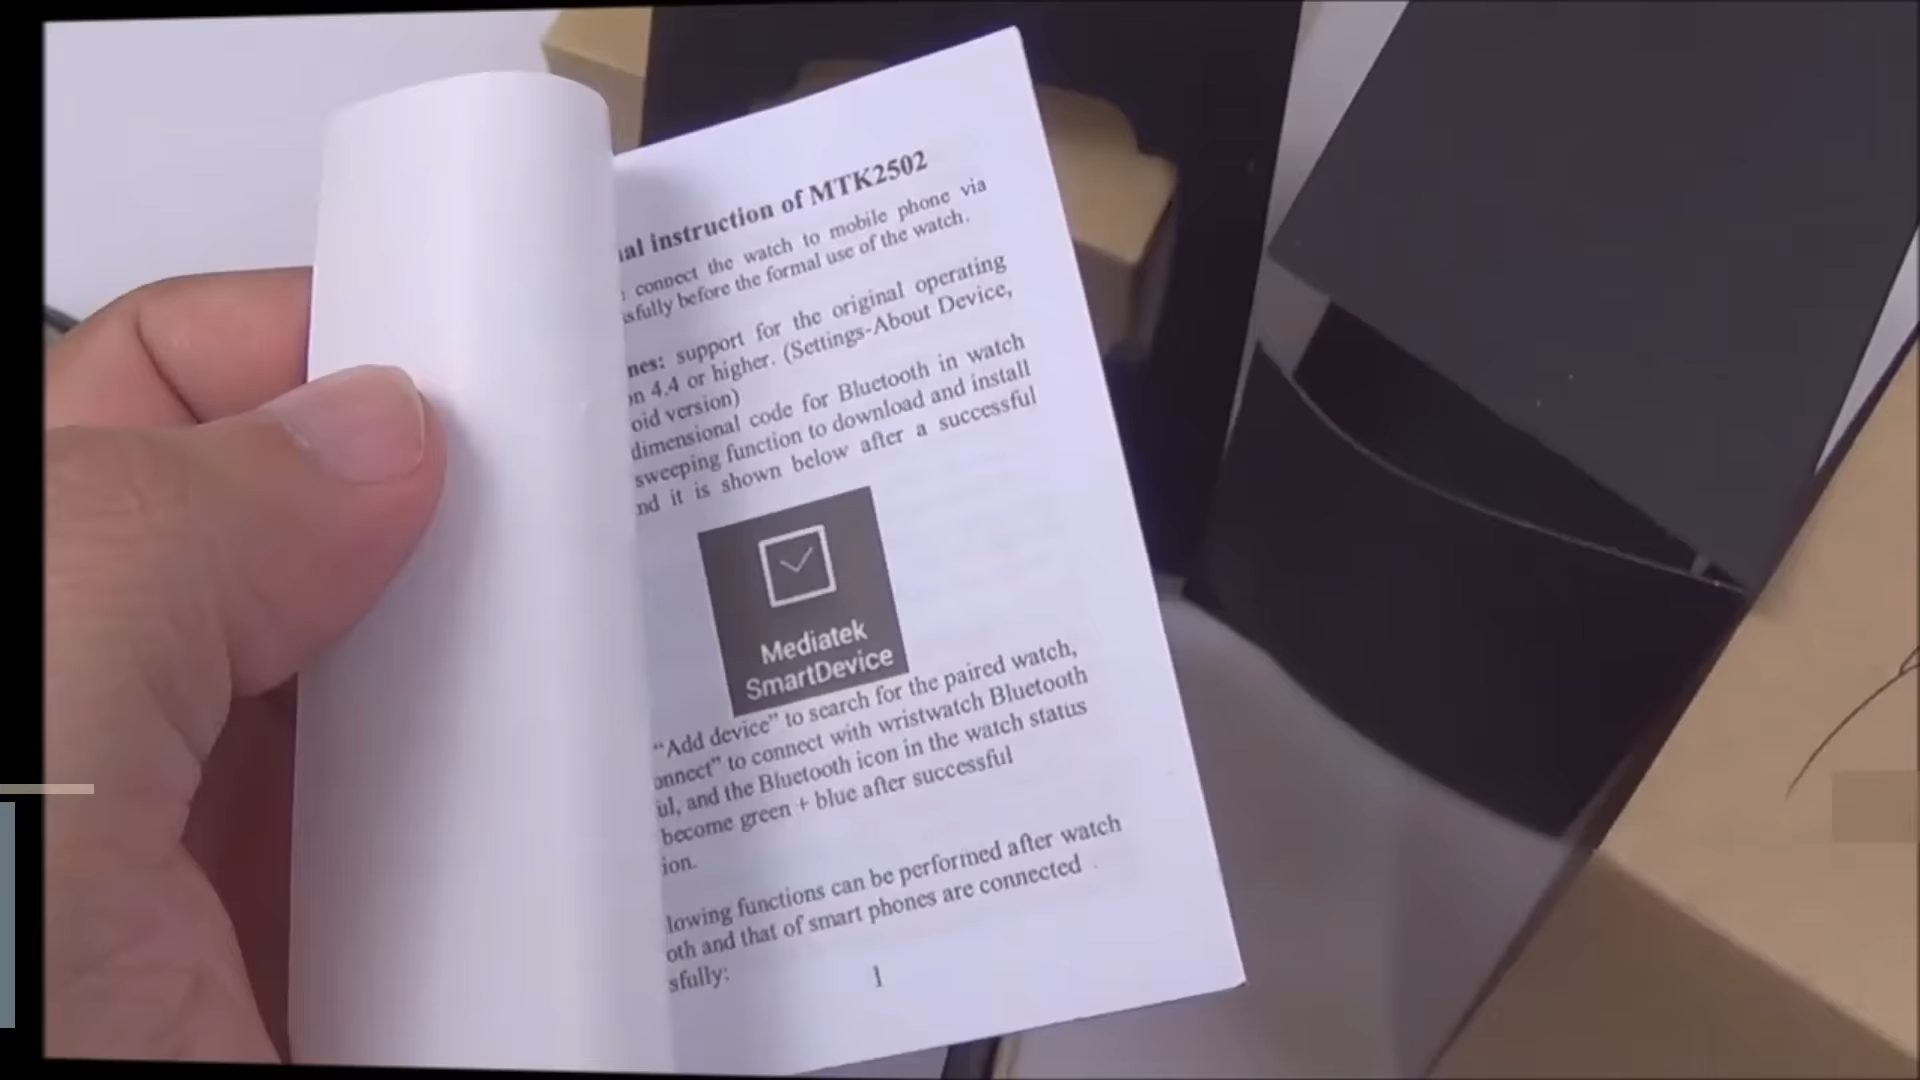 instruction of MTK2502
connect the watch to mobile phone via
sfully before the formal use of the watch.
nes: support for the original operating
on 4.4 or higher. (Settings-About Device,
oid version)
dimensional code for Bluetooth in watch
sweeping function to download and install
nd it is shown below after a successful
Mediatek
SmartDevice
“Add device” to search for the paired watch,
onnect” to connect with wristwatch Bluetooth
ul, and the Bluetooth icon in the watch status
become green + blue after successful
ion.
lowing functions can be performed after watch
oth and that of smart phones are connected
sfully:
1